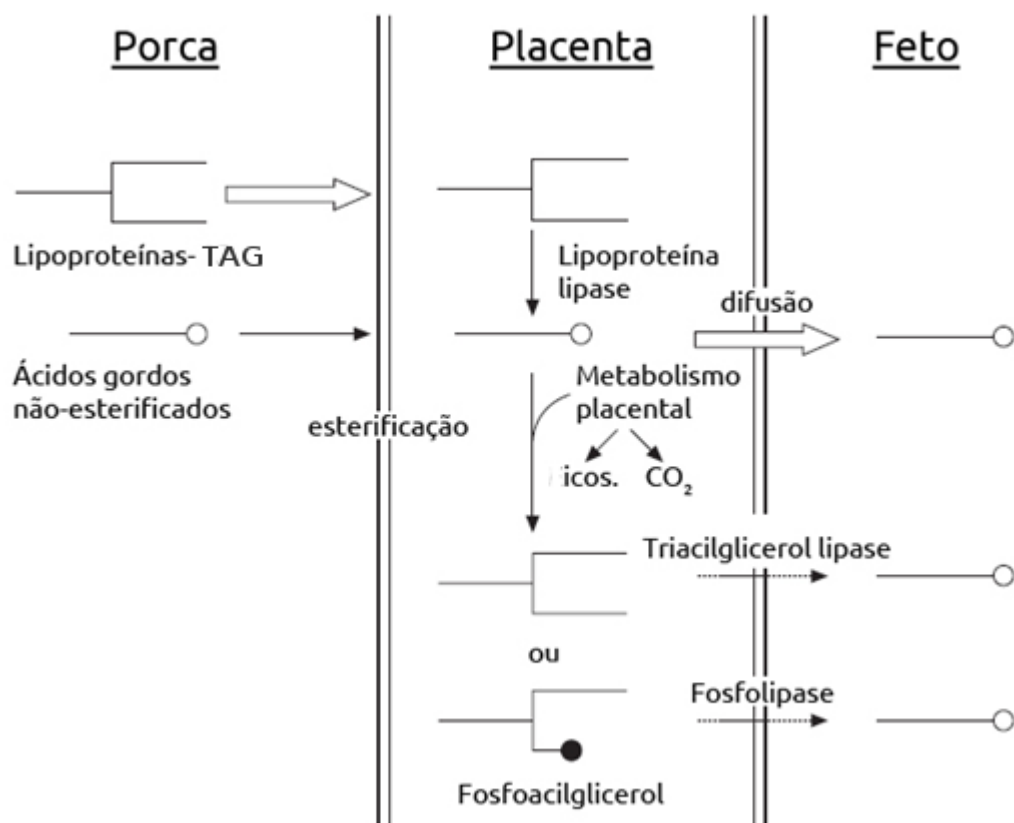 Porca
Placenta
Feto
Lipoproteínas- TAG
Lipoproteína
lipase
difusão
Ácidos gordos
não-esterificados
Metabolismo
placental
esterificação
icos.
CO₂
Triacilglicerol lipase
ou
Fosfolipase
Fosfoacilglicerol